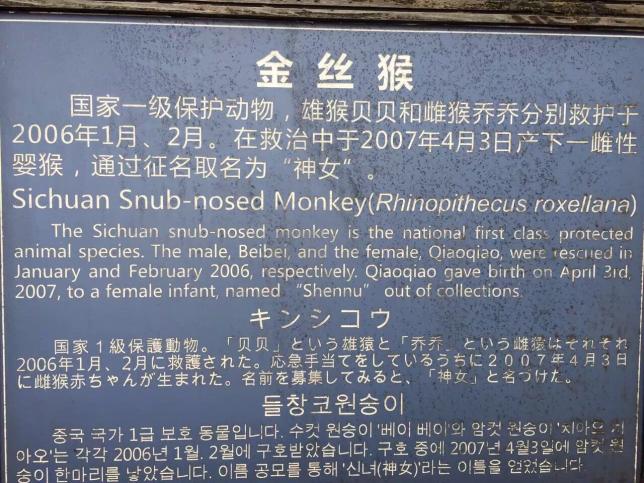 金丝猴
国家一级保护动物，雄猴贝贝和雌猴乔乔分别救护于
2006年1月、2月。在救治中于2007年4月3日产下一雌性
婴猴，通过征名取名为“神女”。
Sichuan Snub-nosed Monkey(Rhinopithecus roxellana)
The Sichuan snub-nosed monkey is the national first class protected
animal species. The male, Beibei, and the female, Qiaoqiao, were rescued in
January and February 2006, respectively. Qiaoqiao gave birth on April 3rd,
2007, to a female infant, named “Shennu” out of collections.
キンシコウ
国家1級保護動物。「贝贝」という雄猿と「乔乔」という雌猿はそれぞれ
2006年1月、2月に救護された。応急手当てをしているうちに2007年4月3日
に雌猴赤ちゃんが生まれた。名前を募集してみると、「神女」と名づけた。
들창코원숭이
중국 국가 1급 보호 동물입니다. 수컷 원숭이 '베이 베이'와 암컷 원숭이 '치아오 치
아오'는 각각 2006년 1월, 2월에 구호받았습니다. 구호 중에 2007년 4월3일에 암컷 원
숭이 한마리를 낳았습니다. 이름 공모를 통해 '신녀(神女)'라는 이틀을 얻었습니다.